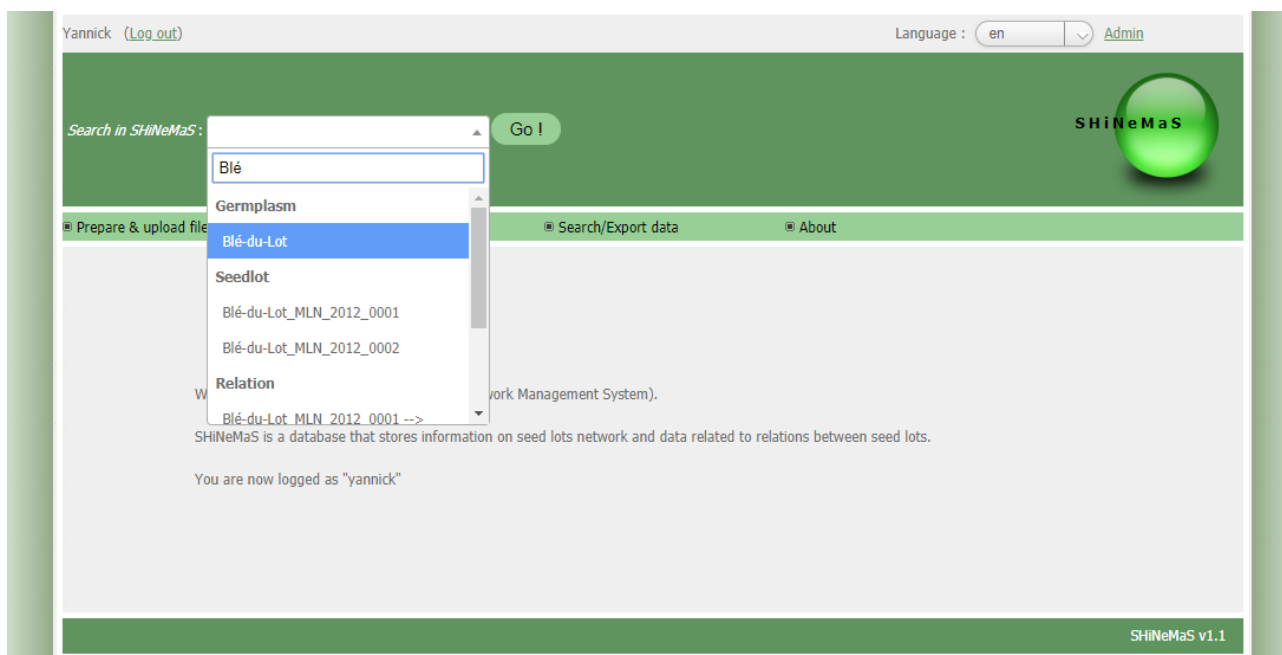 Yannick (Log out) Language : en Admin
Search in SHiNeMaS : Go !
SHiNeMaS
Blé
Germplasm
Blé-du-Lot
Seedlot
Blé-du-Lot_MLN_2012_0001
Blé-du-Lot_MLN_2012_0002
Relation
Blé-du-Lot_MLN_2012_0001 -->
Prepare & upload file Search/Export data About
W work Management System).
SHiNeMaS is a database that stores information on seed lots network and data related to relations between seed lots.
You are now logged as "yannick"
SHiNeMaS v1.1